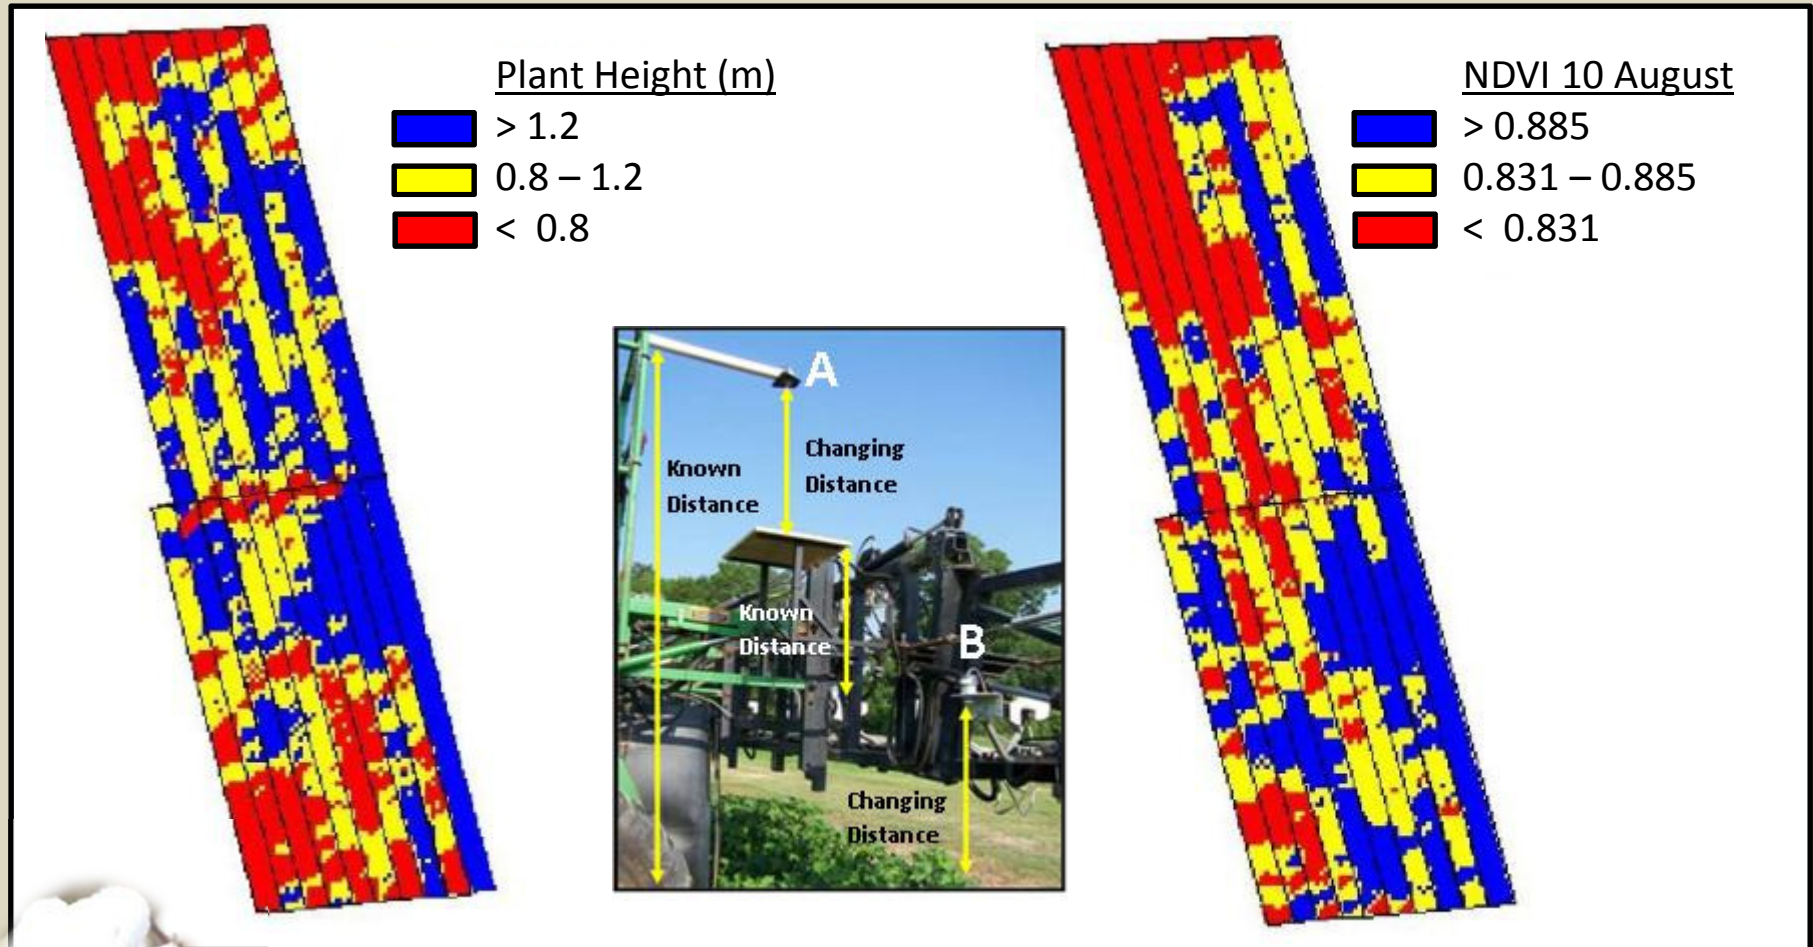 Plant Height (m)
> 1.2
0.8 – 1.2
< 0.8
NDVI 10 August
> 0.885
0.831 – 0.885
< 0.831
A
Changing
Distance
Known
Distance
Known
Distance
B
Changing
Distance